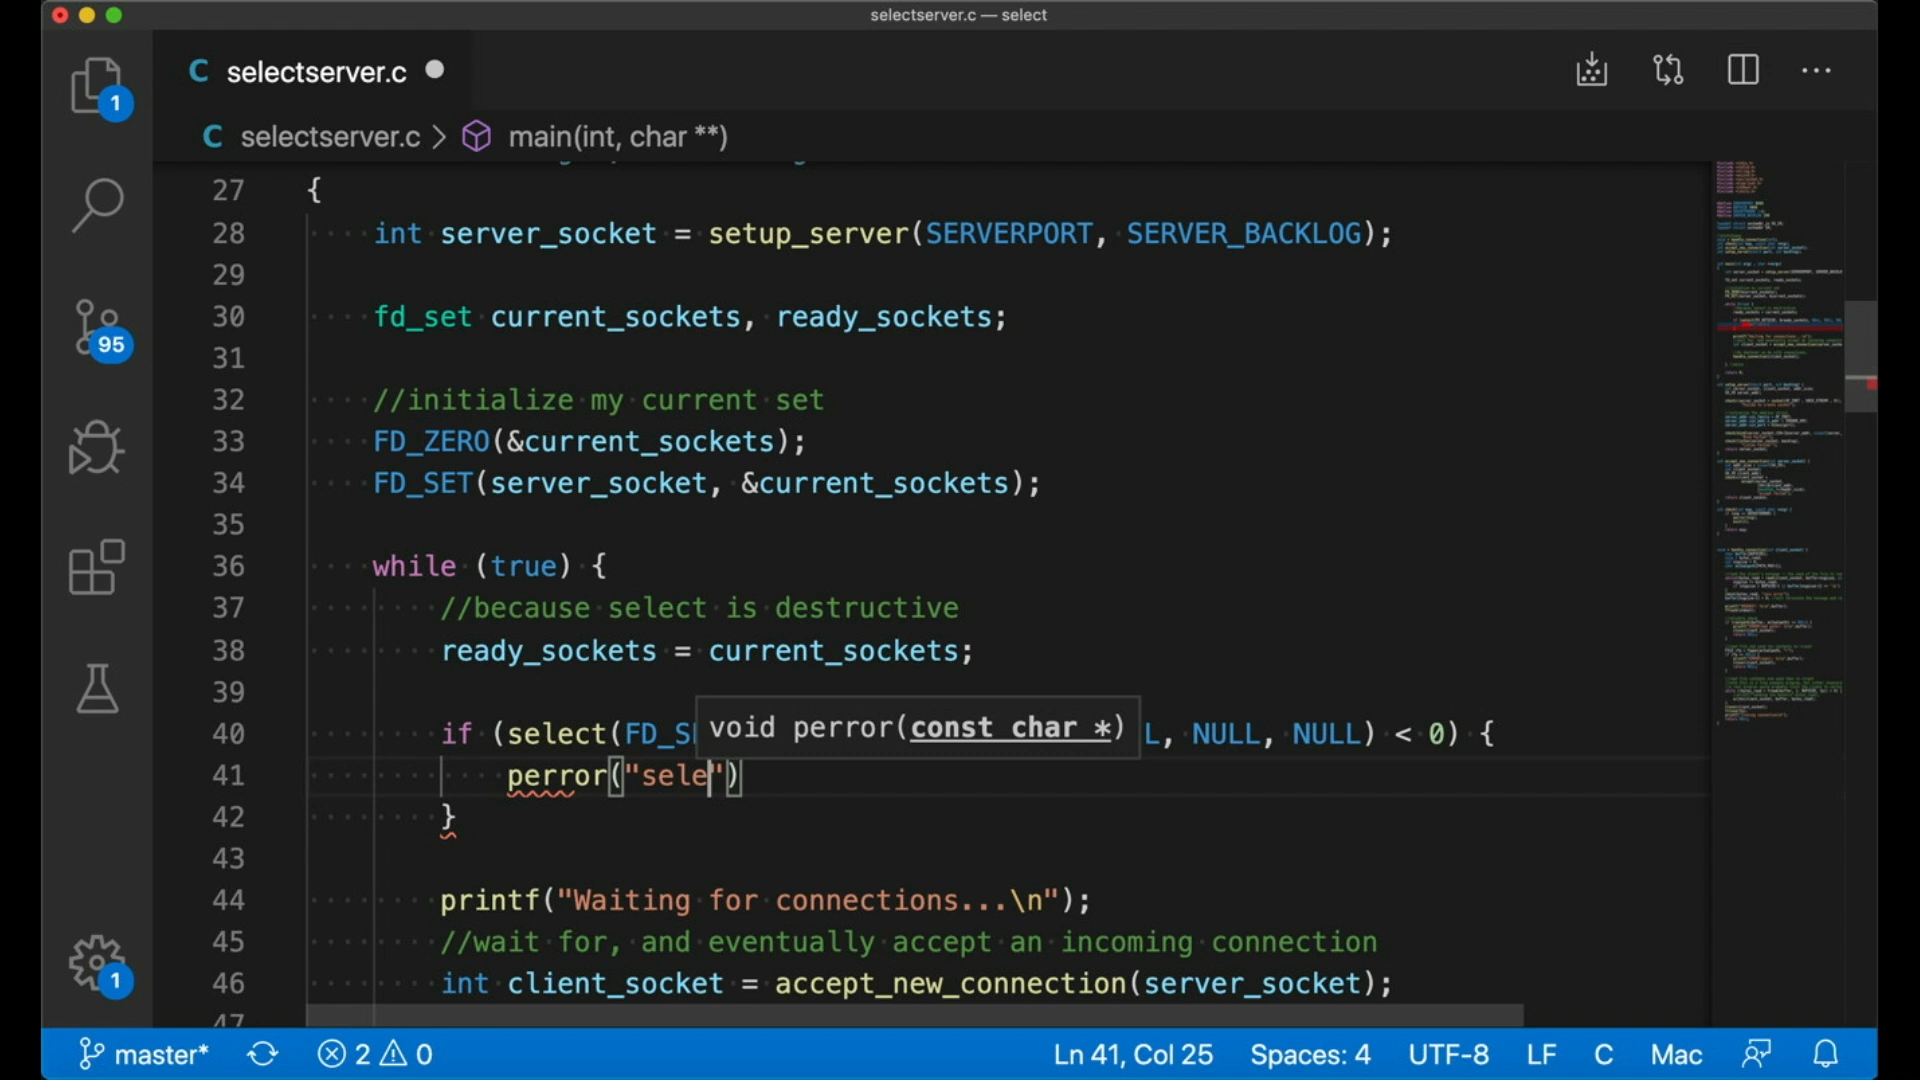 selectserver.c — select
C selectserver.c
C selectserver.c > main(int, char **)
1
95
1
27 {
28 int server_socket = setup_server(SERVERPORT, SERVER_BACKLOG);
29
30 fd_set current_sockets, ready_sockets;
31
32 //initialize my current set
33 FD_ZERO(&current_sockets);
34 FD_SET(server_socket, &current_sockets);
35
36 while (true) {
37 //because select is destructive
38 ready_sockets = current_sockets;
39
40 if (select(FD_S L, NULL, NULL) < 0) {
void perror(const char *)
41 perror("sele")
42 }
43
44 printf("Waiting for connections...\n");
45 //wait for, and eventually accept an incoming connection
46 int client_socket = accept_new_connection(server_socket);
47
master* 2 0 Ln 41, Col 25 Spaces: 4 UTF-8 LF C Mac